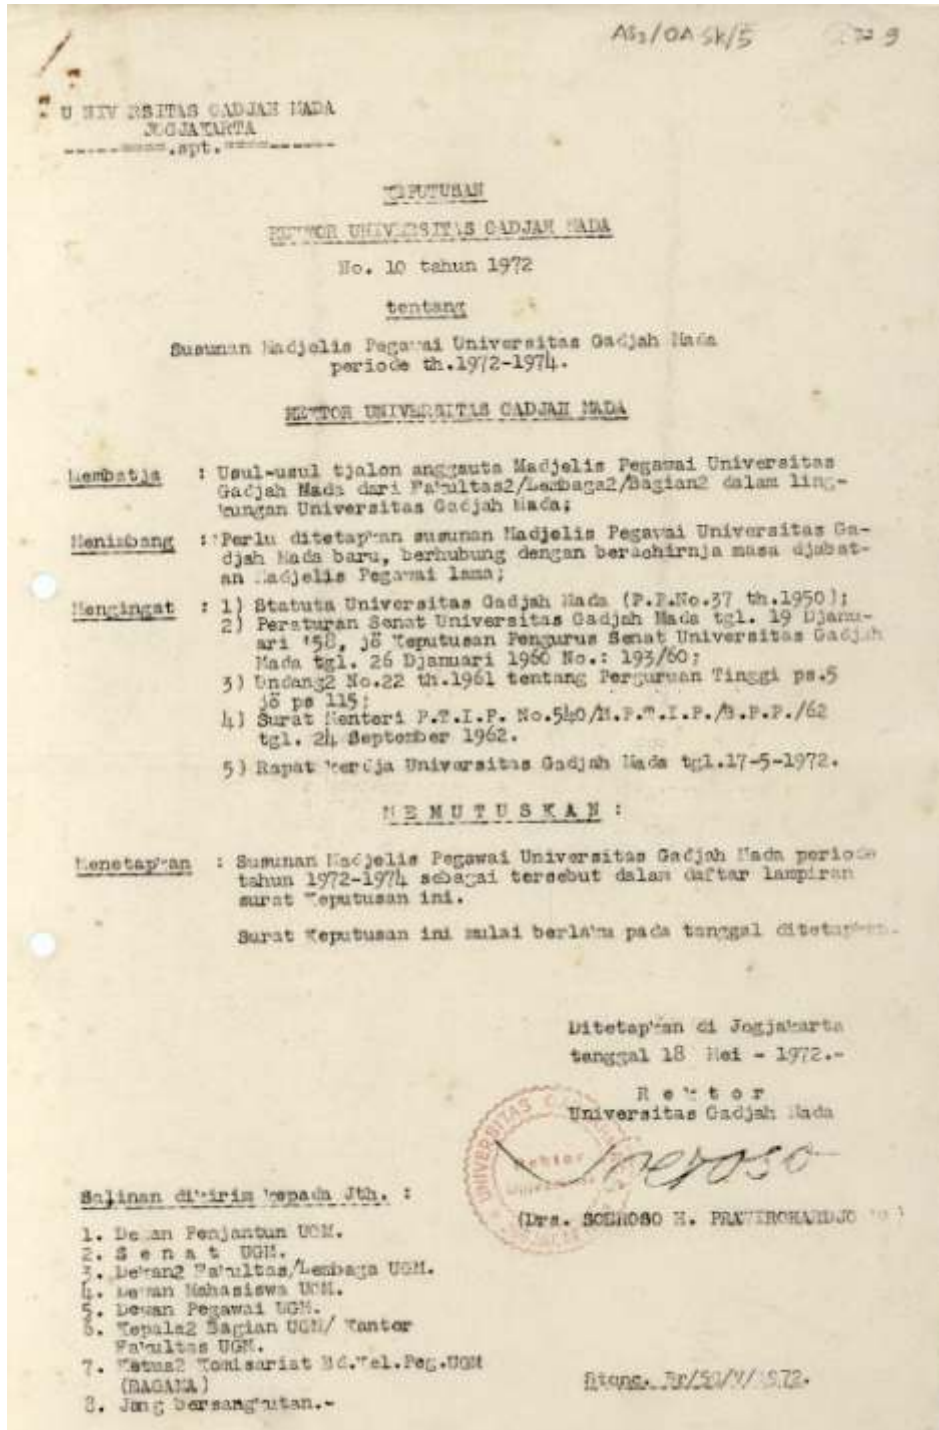 AS2/OA SK/5
UNIVERSITAS GADJAH MADA
JOGJAKARTA
-----====.spt.====------
KEPUTUSAN
REKTOR UNIVERSITAS GADJAH MADA
No. 10 tahun 1972
tentang
Susunan Madjelis Pegawai Universitas Gadjah Mada
periode th.1972-1974.
REKTOR UNIVERSITAS GADJAH MADA
Membatja : Usul-usul tjalon anggauta Madjelis Pegawai Universitas
Gadjah Mada dari Fakultas2/Lembaga2/Bagian2 dalam ling-
kungan Universitas Gadjah Mada;
Menimbang : Perlu ditetapkan susunan Madjelis Pegawai Universitas Ga-
djah Mada baru, berhubung dengan berachirnja masa djabat-
an Madjelis Pegawai lama;
Mengingat : 1) Statuta Universitas Gadjah Mada (P.P.No.37 th.1950);
2) Peraturan Senat Universitas Gadjah Mada tgl. 19 Djanu-
ari '58, jō Keputusan Pengurus Senat Universitas Gadjah
Mada tgl. 26 Djanuari 1960 No.: 193/60;
3) Undang2 No.22 th.1961 tentang Perguruan Tinggi ps.5
jō ps 115;
4) Surat Menteri P.T.I.P. No.540/M.P.T.I.P./B.P.P./62
tgl. 24 September 1962.
5) Rapat kerdja Universitas Gadjah Mada tgl.17-5-1972.
M E M U T U S K A N :
Menetapkan : Susunan Madjelis Pegawai Universitas Gadjah Mada periode
tahun 1972-1974 sebagai tersebut dalam daftar lampiran
surat Keputusan ini.
Surat Keputusan ini mulai berlaku pada tanggal ditetapkan.
Ditetapkan di Jogjakarta
tanggal 18 Mei - 1972.-
R e k t o r
Universitas Gadjah Mada
Soeroso
(Drs. SOEROSO H. PRAWIROHARDJO
Salinan dikirim kepada Jth. :
1. Dewan Penjantun UGM.
2. S e n a t UGM.
3. Dekan2 Fakultas/Lembaga UGM.
4. Dewan Mahasiswa UGM.
5. Dewan Pegawai UGM.
6. Kepala2 Bagian UGM/ Kantor
Fakultas UGM.
7. Ketua2 Komisariat Md.Kel.Peg.UGM
(BAGAMA)
8. Jang bersangkutan.-